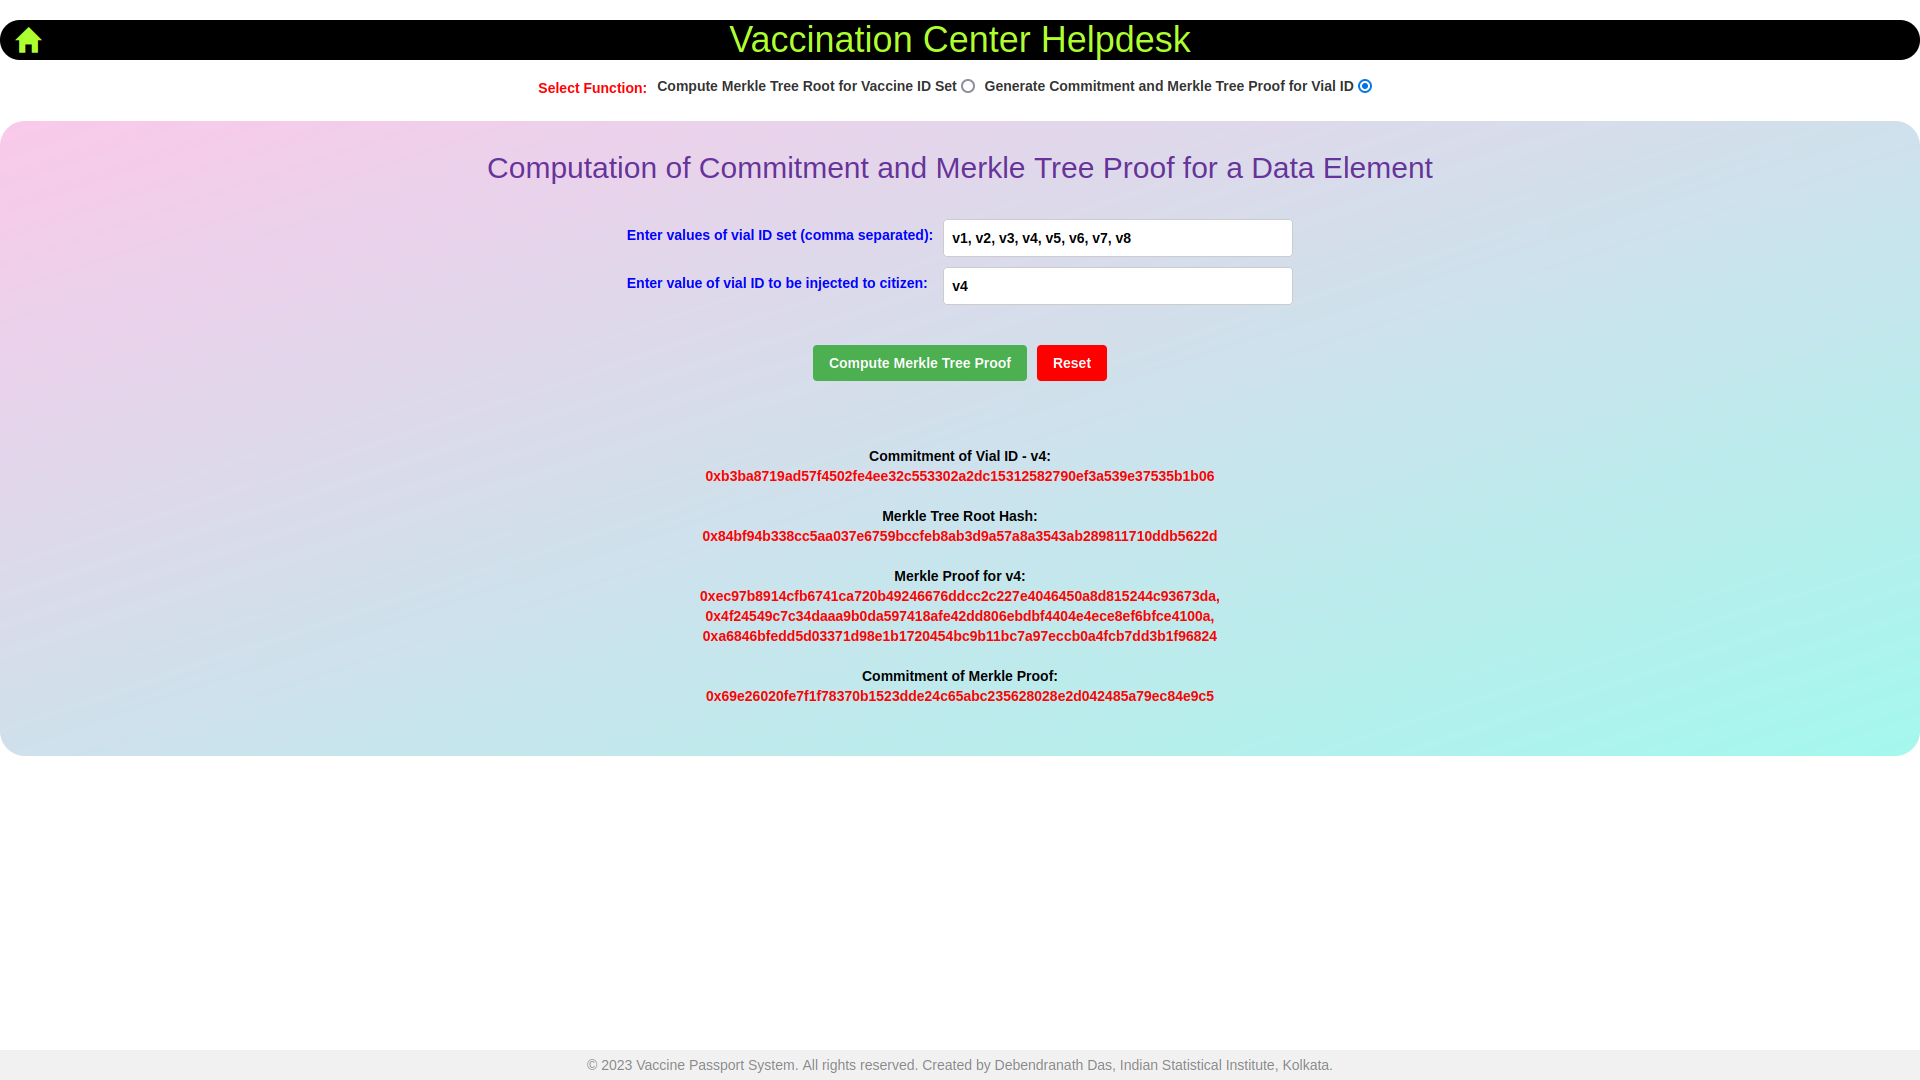 Vaccination Center Helpdesk
Select Function: Compute Merkle Tree Root for Vaccine ID Set Generate Commitment and Merkle Tree Proof for Vial ID
Computation of Commitment and Merkle Tree Proof for a Data Element
Enter values of vial ID set (comma separated): v1, v2, v3, v4, v5, v6, v7, v8
Enter value of vial ID to be injected to citizen: v4
Compute Merkle Tree Proof Reset
Commitment of Vial ID - v4:
0xb3ba8719ad57f4502fe4ee32c553302a2dc15312582790ef3a539e37535b1b06
Merkle Tree Root Hash:
0x84bf94b338cc5aa037e6759bccfeb8ab3d9a57a8a3543ab289811710ddb5622d
Merkle Proof for v4:
0xec97b8914cfb6741ca720b49246676ddcc2c227e4046450a8d815244c93673da,
0x4f24549c7c34daaa9b0da597418afe42dd806ebdbf4404e4ece8ef6bfce4100a,
0xa6846bfedd5d03371d98e1b1720454bc9b11bc7a97eccb0a4fcb7dd3b1f96824
Commitment of Merkle Proof:
0x69e26020fe7f1f78370b1523dde24c65abc235628028e2d042485a79ec84e9c5
© 2023 Vaccine Passport System. All rights reserved. Created by Debendranath Das, Indian Statistical Institute, Kolkata.